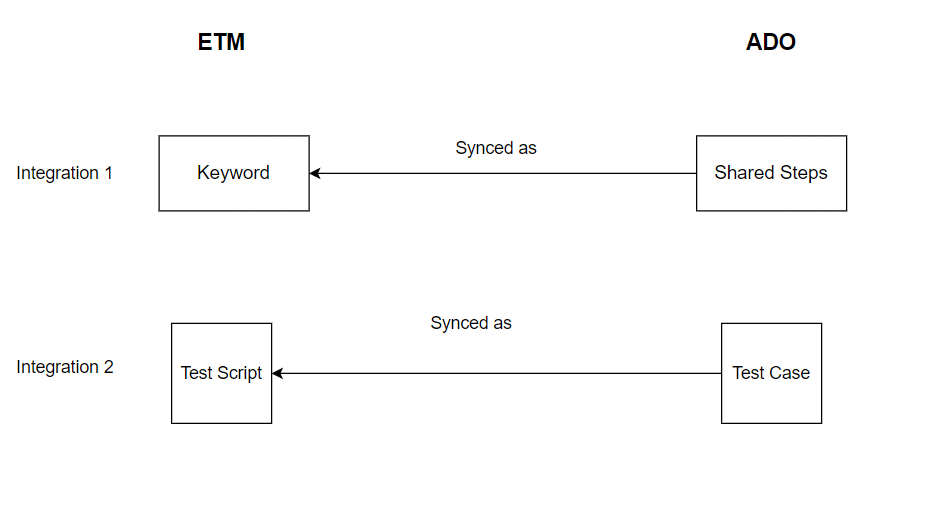 ETM
ADO
Integration 1
Keyword
Synced as
Shared Steps
Integration 2
Test Script
Synced as
Test Case